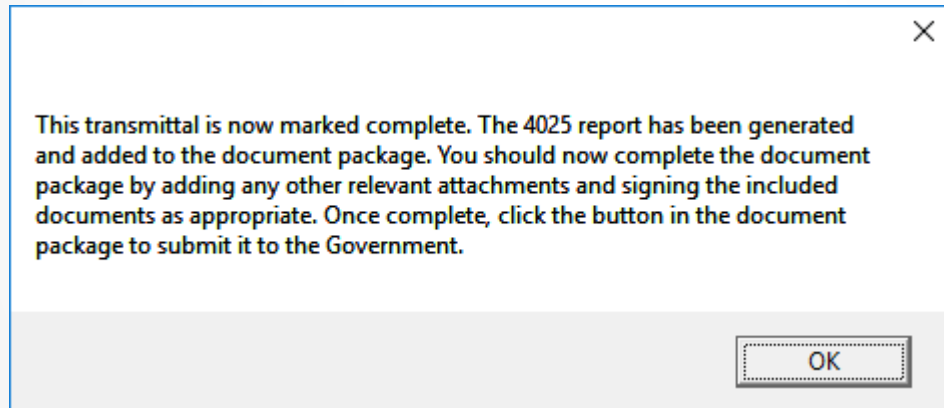 This transmittal is now marked complete. The 4025 report has been generated
and added to the document package. You should now complete the document
package by adding any other relevant attachments and signing the included
documents as appropriate. Once complete, click the button in the document
package to submit it to the Government.
OK